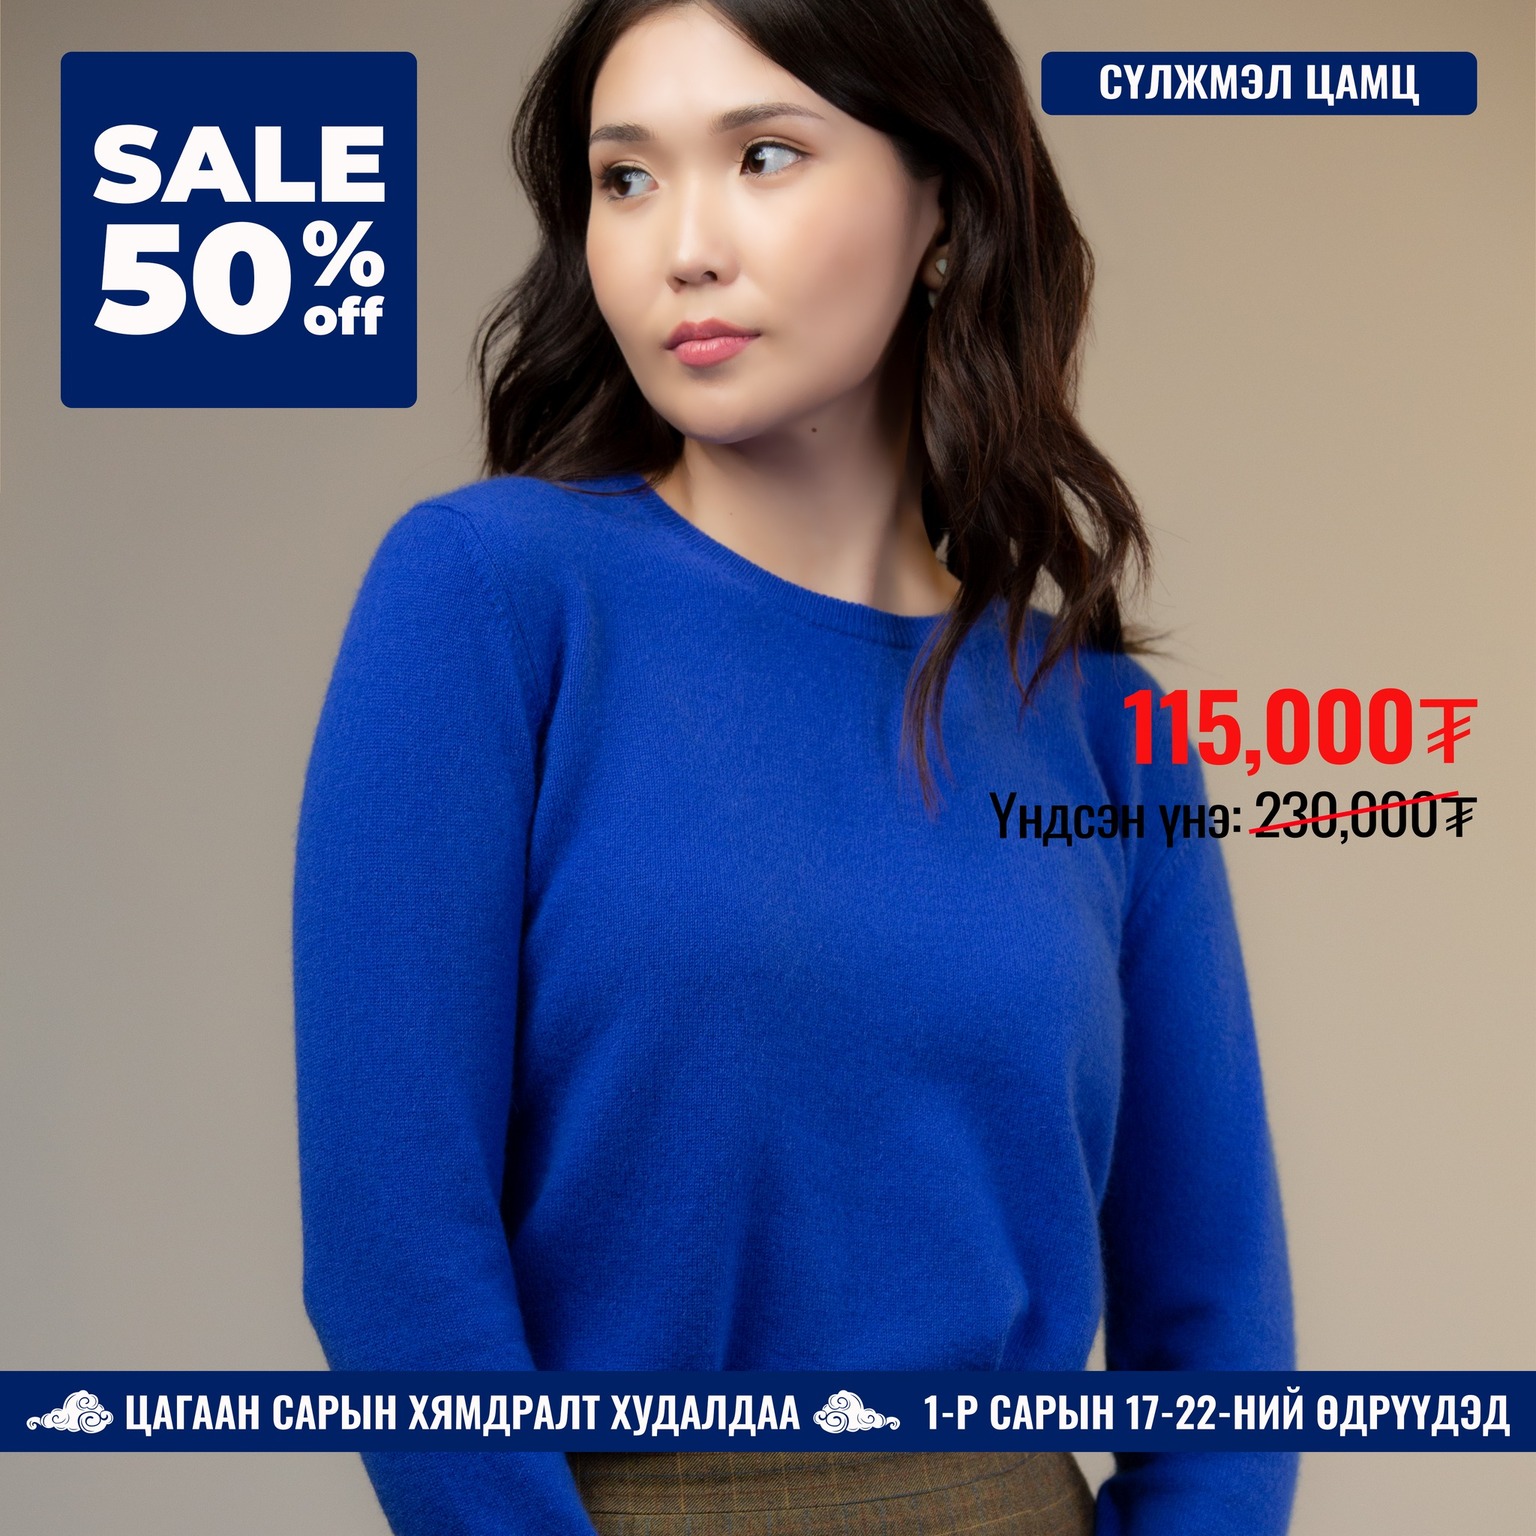 SALE
50%
off
СҮЛЖМЭЛ ЦАМЦ
115,000₮
Үндсэн үнэ: 230,000₮
ЦАГААН САРЫН ХЯМДРАЛТ ХУДАЛДАА 1-Р САРЫН 17-22-НИЙ ӨДРҮҮДЭД